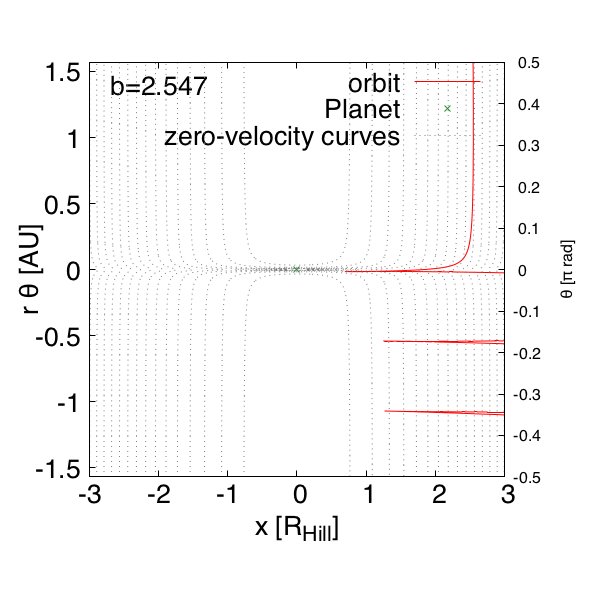 b=2.547
orbit
Planet
zero-velocity curves
r θ [AU]
1.5
1
0.5
0
-0.5
-1
-1.5
0.5
0.4
0.3
0.2
0.1
0
-0.1
-0.2
-0.3
-0.4
-0.5
θ [π rad]
-3 -2 -1 0 1 2 3
x [R_Hill]